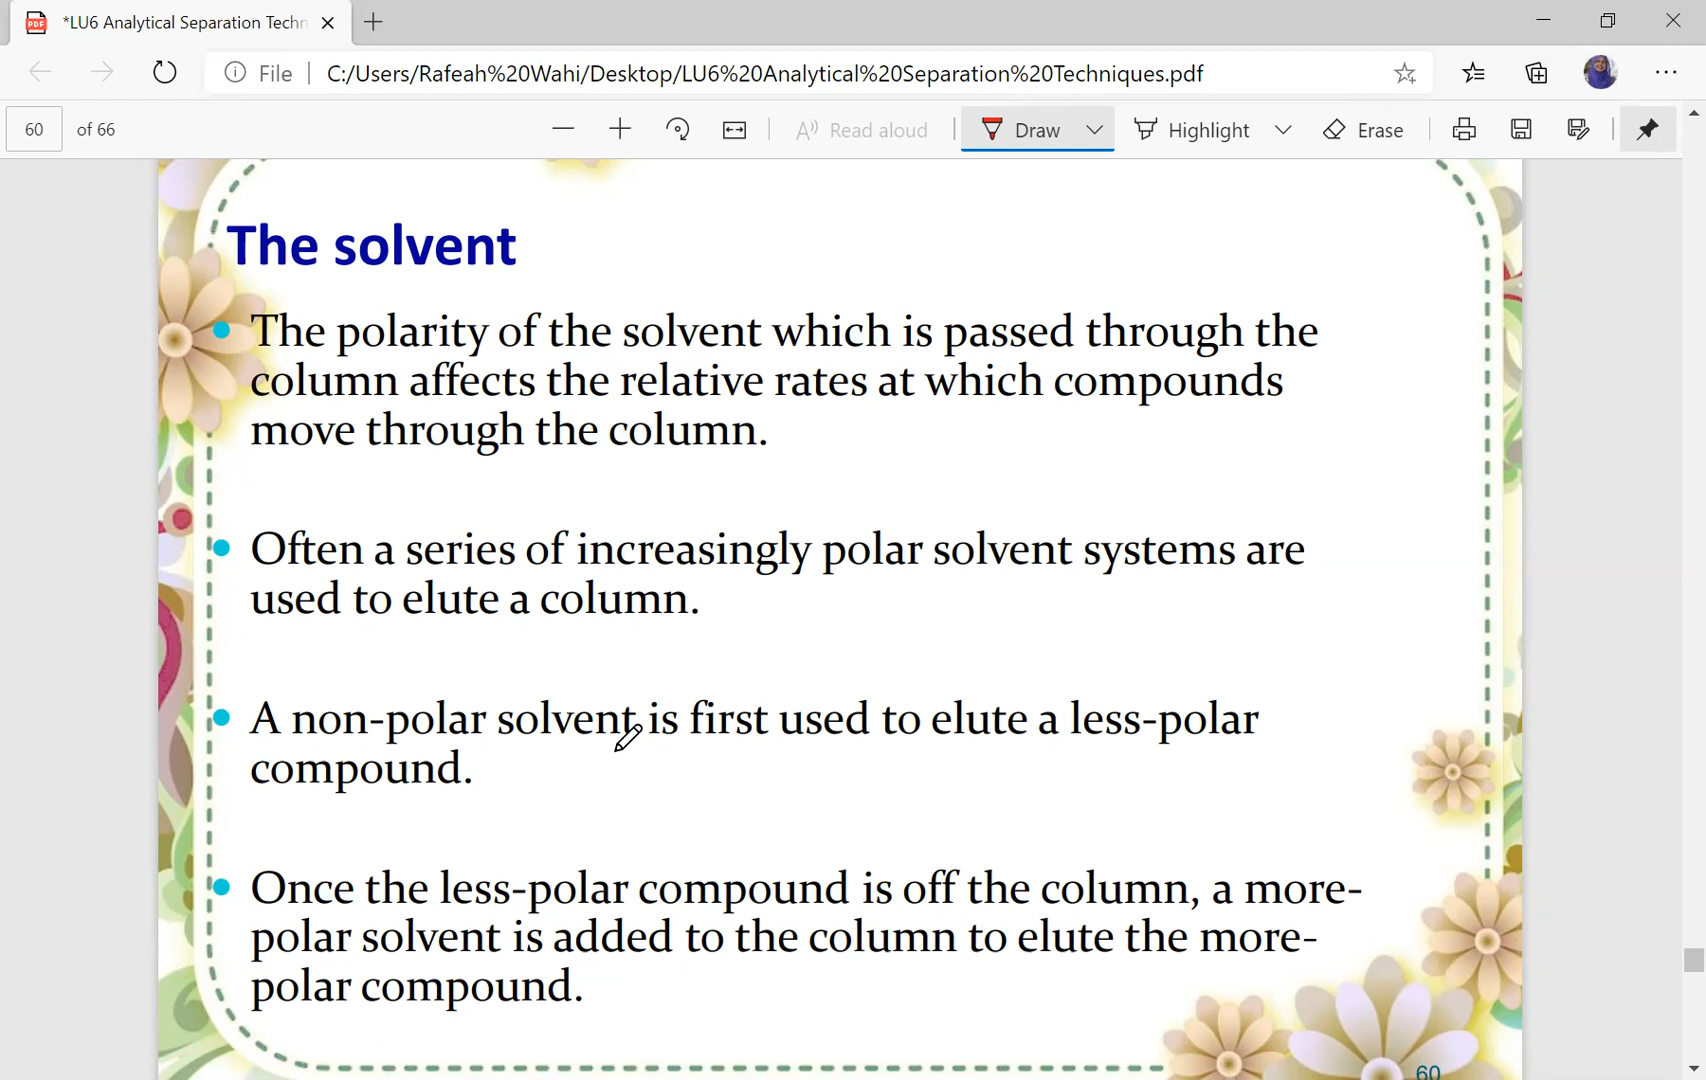 *LU6 Analytical Separation Techn
File
C:/Users/Rafeah%20Wahi/Desktop/LU6%20Analytical%20Separation%20Techniques.pdf
60 of 66
Read aloud
Draw
Highlight
Erase
The solvent
• The polarity of the solvent which is passed through the
column affects the relative rates at which compounds
move through the column.
• Often a series of increasingly polar solvent systems are
used to elute a column.
• A non-polar solvent is first used to elute a less-polar
compound.
• Once the less-polar compound is off the column, a more-
polar solvent is added to the column to elute the more-
polar compound.
60